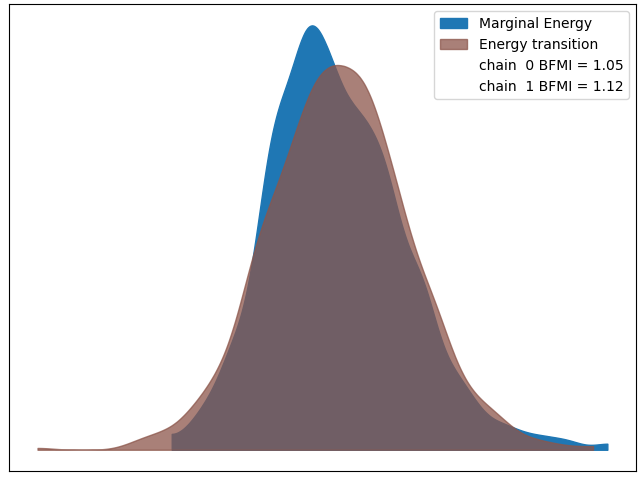 Marginal Energy
Energy transition
chain  0 BFMI = 1.05
chain  1 BFMI = 1.12